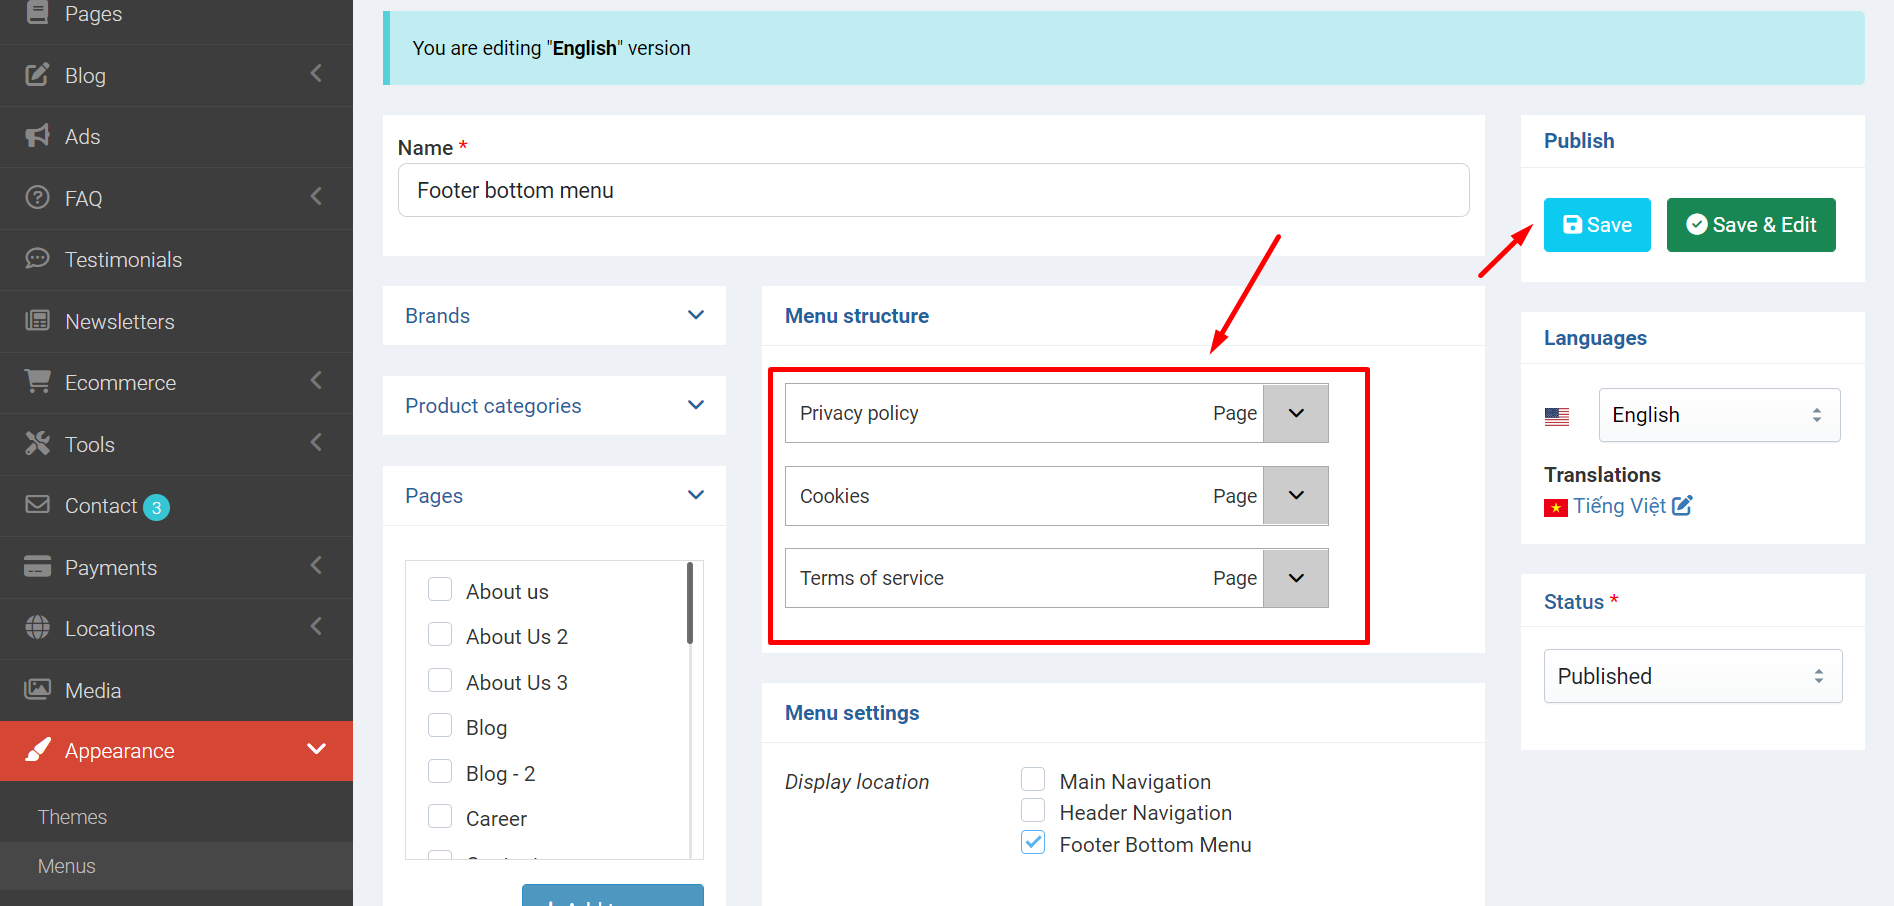 Pages
Blog
Ads
FAQ
Testimonials
Newsletters
Ecommerce
Tools
Contact 3
Payments
Locations
Media
Appearance
Themes
Menus
You are editing "English" version
Name *
Footer bottom menu
Brands
Product categories
Pages
About us
About Us 2
About Us 3
Blog
Blog - 2
Career
Menu structure
Privacy policy Page
Cookies Page
Terms of service Page
Menu settings
Display location
Main Navigation
Header Navigation
Footer Bottom Menu
Publish
Save
Save & Edit
Languages
English
Translations
Tiếng Việt
Status *
Published